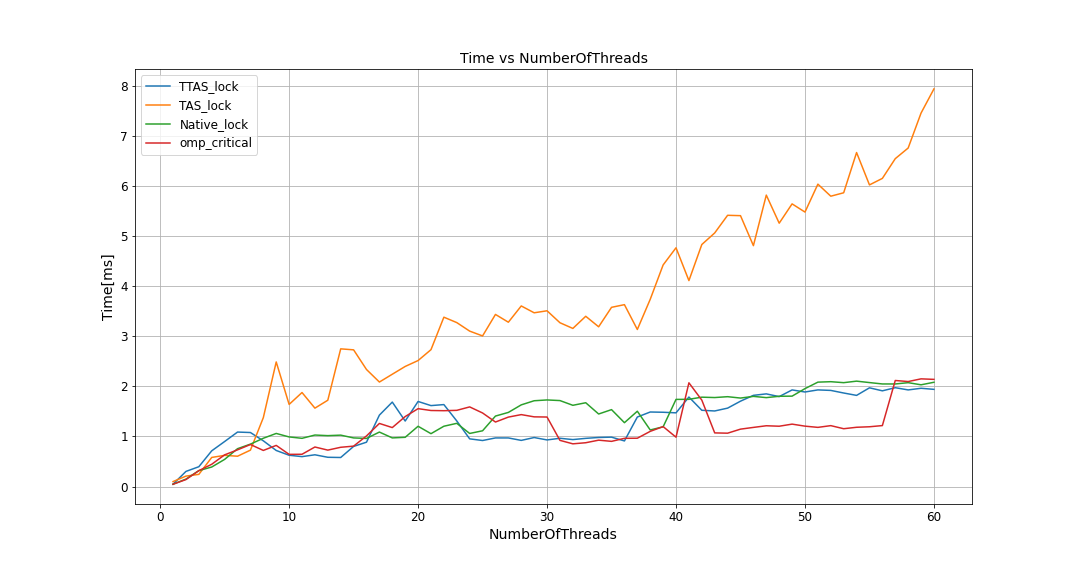 Time vs NumberOfThreads
TTAS_lock
TAS_lock
Native_lock
omp_critical
8
7
6
5
4
3
2
1
0
Time[ms]
0 10 20 30 40 50 60
NumberOfThreads